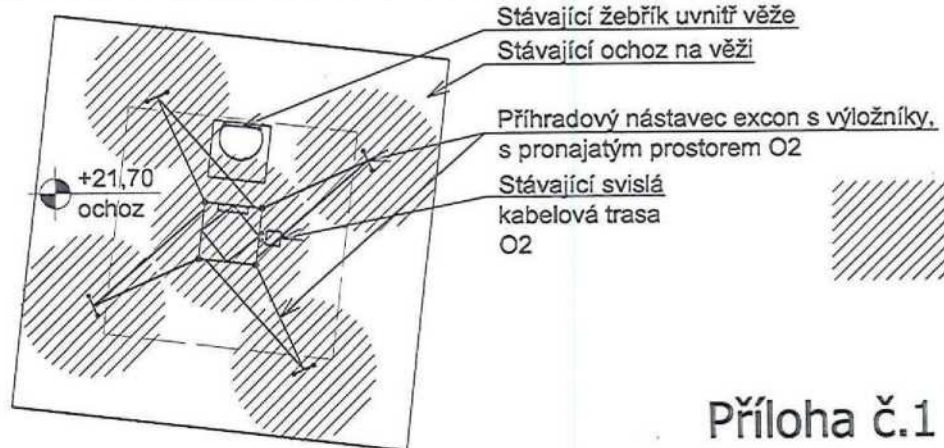 Stávající žebřík uvnitř věže
Stávající ochoz na věži
Příhradový nástavec excon s výložníky,
s pronajatým prostorem O2
Stávající svislá
kabelová trasa
O2
+21,70
ochoz
Příloha č.1